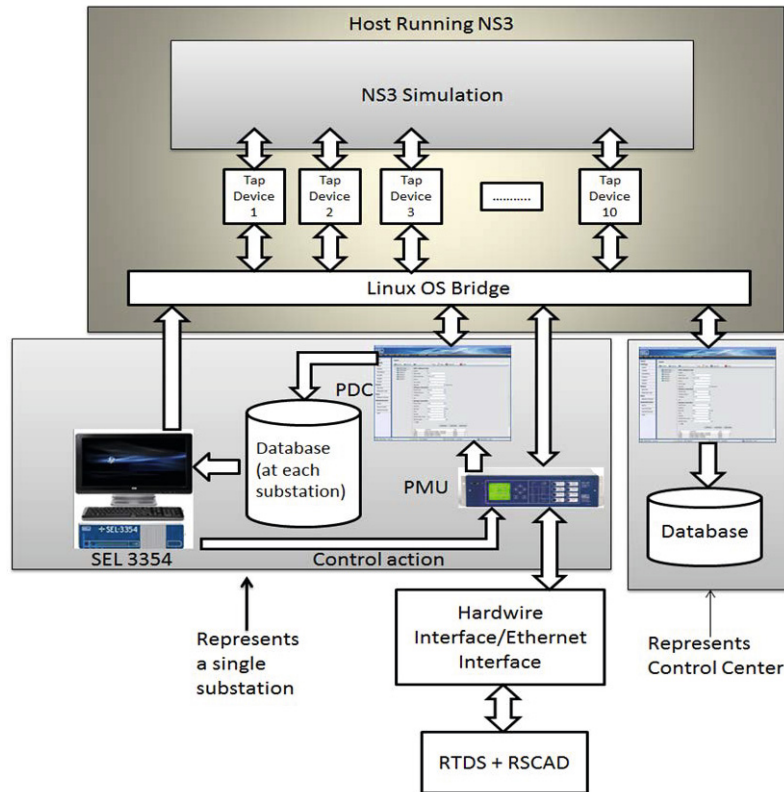 Host Running NS3
NS3 Simulation
Tap
Device
1
Tap
Device
2
Tap
Device
3
...........
Tap
Device
10
Linux OS Bridge
PDC
Database
(at each
substation)
PMU
SEL-3354
SEL 3354
Control action
Database
Represents
a single
substation
Hardwire
Interface/Ethernet
Interface
Represents
Control Center
RTDS + RSCAD